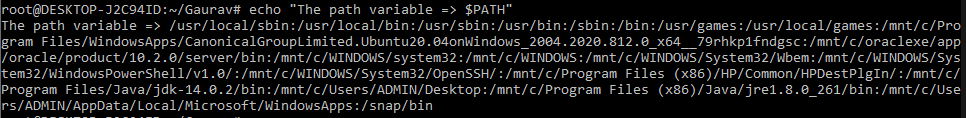 root@DESKTOP-J2C94ID:~/Gaurav# echo "The path variable => $PATH"
The path variable => /usr/local/sbin:/usr/local/bin:/usr/sbin:/usr/bin:/sbin:/bin:/usr/games:/usr/local/games:/mnt/c/Pro
gram Files/WindowsApps/CanonicalGroupLimited.Ubuntu20.04onWindows_2004.2020.812.0_x64__79rhkp1fndgsc:/mnt/c/oraclexe/app
/oracle/product/10.2.0/server/bin:/mnt/c/WINDOWS/system32:/mnt/c/WINDOWS:/mnt/c/WINDOWS/System32/Wbem:/mnt/c/WINDOWS/Sys
tem32/WindowsPowerShell/v1.0/:/mnt/c/WINDOWS/System32/OpenSSH/:/mnt/c/Program Files (x86)/HP/Common/HPDestPlgIn/:/mnt/c/
Program Files/Java/jdk-14.0.2/bin:/mnt/c/Users/ADMIN/Desktop:/mnt/c/Program Files (x86)/Java/jre1.8.0_261/bin:/mnt/c/Use
rs/ADMIN/AppData/Local/Microsoft/WindowsApps:/snap/bin